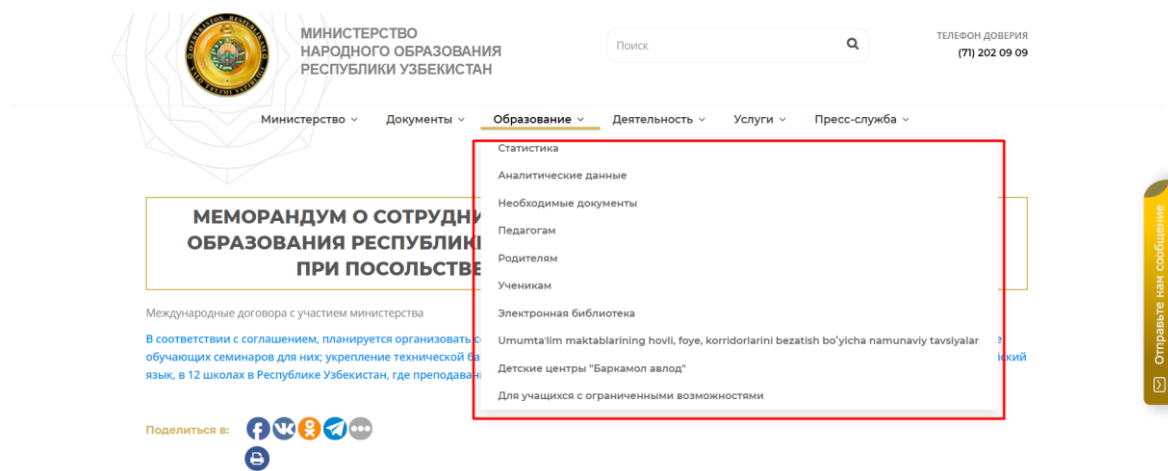 МИНИСТЕРСТВО
НАРОДНОГО ОБРАЗОВАНИЯ
РЕСПУБЛИКИ УЗБЕКИСТАН
Поиск
ТЕЛЕФОН ДОВЕРИЯ
(71) 202 09 09
Министерство Документы Образование Деятельность Услуги Пресс-служба
Статистика
Аналитические данные
Необходимые документы
Педагогам
Родителям
Ученикам
Электронная библиотека
Umumta'lim maktablarining hovli, foye, korridorlarini bezatish bo'yicha namunaviy tavsiyalar
Детские центры "Баркамол авлод"
Для учащихся с ограниченными возможностями
МЕМОРАНДУМ О
ОБРАЗОВАНИЯ
ПРИ ПОСОЛЬСТВЕ
Международные договора с участием министерства
В соответствии с соглашением, планируется организовать
обучающих семинаров для них; укрепление технической
язык, в 12 школах в Республике Узбекистан, где
Поделиться в:
Отправьте нам сообщение